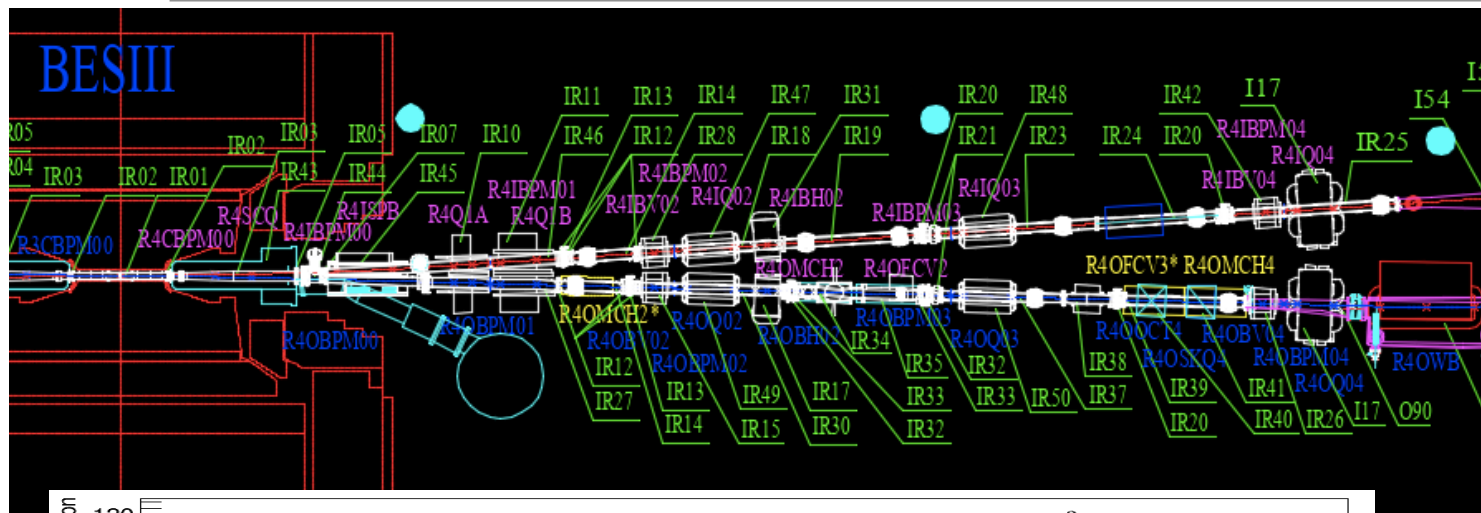 BESIII
IR11 IR13 IR14 IR47 IR31 IR20 IR48 IR42 I17 I54
R05 IR02 IR03 IR05 IR07 IR10 IR46 IR12 IR28 IR18 IR19 IR21 IR23 IR24 IR20 R4IBPM04 IR25
R04 IR03 IR02 IR01 IR43 IR44 IR45 R4IBPM01 R4IBPM02 R4IQ02 R4IBH02 R4IQ03 R4IBV04 R4IQ04
R4SCQ R4ISPB R4Q1A R4Q1B R4IBV02 R4IBPM03
R3CBPM00 R4CBPM00 R4IBPM00
R4OMCH2 R4OFCV2 R4OFCV3* R4OMCH4
R4OBPM00 R4OBPM01 R4OMCH2* R4OBV02 R4OQ02 R4OBPM02 R4OBH02 R4OBPM03 R4OQ03 R4OOCT4 R4OSKQ4 R4OBV04 R4OBPM04 R4OQ04 R4OWB
IR34
IR12 IR35 IR32 IR38
IR27 IR13 IR49 IR17 IR33 IR33 IR50 IR37 IR39 IR41
IR14 IR15 IR30 IR32 IR20 IR40 IR26 I17 O90
on
120